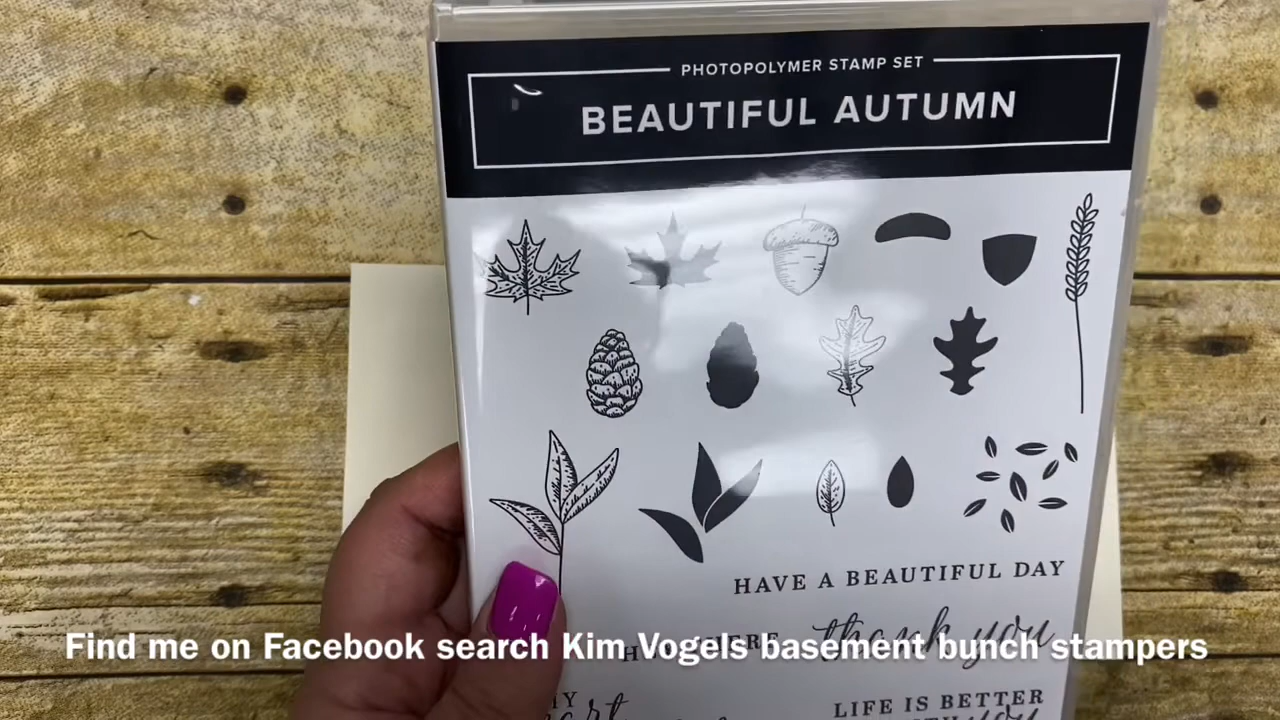 PHOTOPOLYMER STAMP SET
BEAUTIFUL AUTUMN
HAVE A BEAUTIFUL DAY
thank you
Find me on Facebook search Kim Vogels basement bunch stampers
LIFE IS BETTER
you